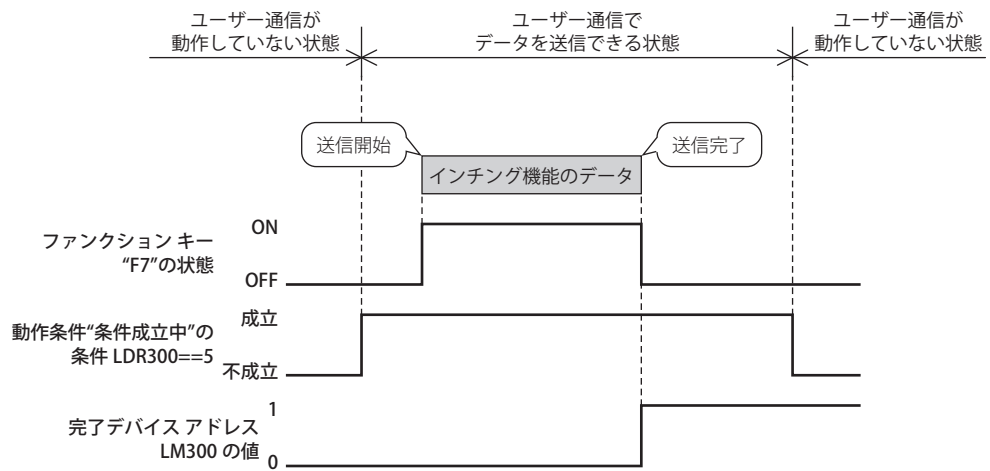 ユーザー通信が
動作していない状態
ユーザー通信で
データを送信できる状態
ユーザー通信が
動作していない状態
送信開始
送信完了
インチング機能のデータ
ファンクション キー
“F7”の状態
ON
OFF
動作条件“条件成立中”の
条件 LDR300==5
成立
不成立
完了デバイス アドレス
LM300 の値
1
0